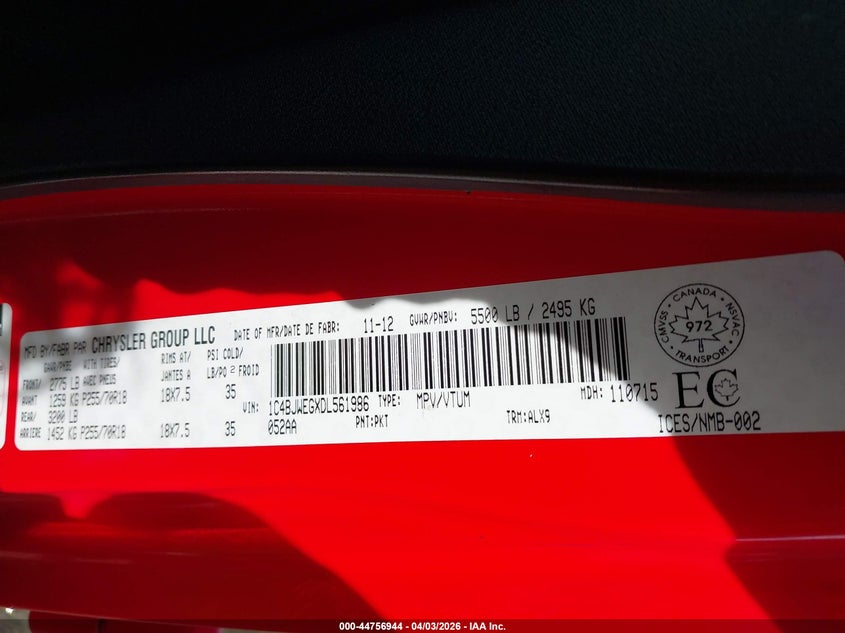 MFD BY/FABR PAR CHRYSLER GROUP LLC DATE OF MFR/DATE DE FABR: 11-12 GVWR/PNBV: 5500 LB / 2495 KG
GAWR/PNBE WITH TIRES/ RIMS AT/ PSI COLD/
FRONT/ 2775 LB AVEC PNEUS JANTES A LB/PO² FROID
AVANT 1259 KG P255/70R18 18X7.5 35
REAR/ 3200 LB
ARRIERE 1452 KG P255/70R18 18X7.5 35
VIN: 1C4BJWEGXDL561986 TYPE: MPV/VTUM MDH: 110715
052AA PNT:PKT TRM:ALX9
CMVSS • CANADA • NSVAC
972
TRANSPORT
EC
ICES/NMB-002
000-44756944 - 04/03/2026 - IAA Inc.